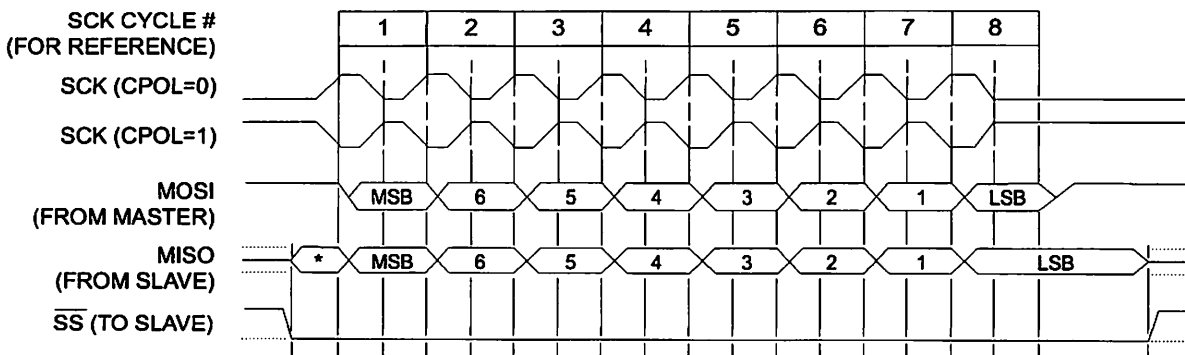 SCK CYCLE #
(FOR REFERENCE)
1 2 3 4 5 6 7 8
SCK (CPOL=0)
SCK (CPOL=1)
MOSI
(FROM MASTER)
MSB 6 5 4 3 2 1 LSB
MISO
(FROM SLAVE)
* MSB 6 5 4 3 2 1 LSB
SS (TO SLAVE)